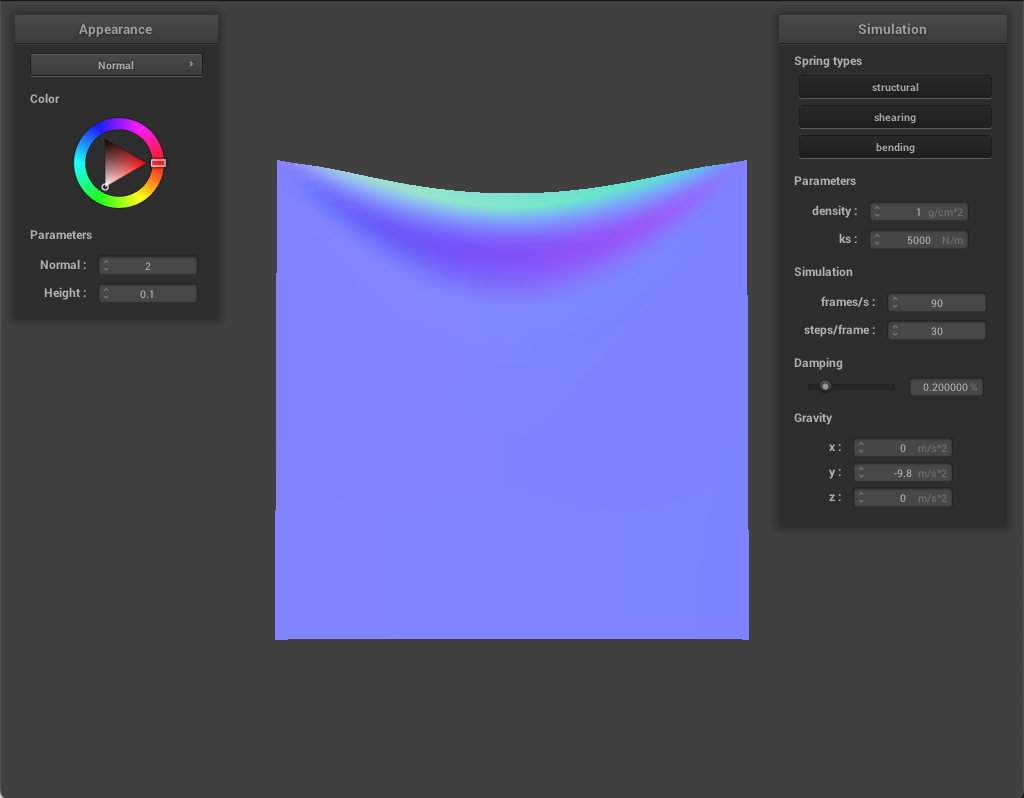 Appearance
Normal
Color
Parameters
Normal : 2
Height : 0.1
Simulation
Spring types
structural
shearing
bending
Parameters
density : 1 g/cm^2
ks : 5000 N/m
Simulation
frames/s : 90
steps/frame : 30
Damping
0.200000 %
Gravity
x : 0 m/s^2
y : -9.8 m/s^2
z : 0 m/s^2